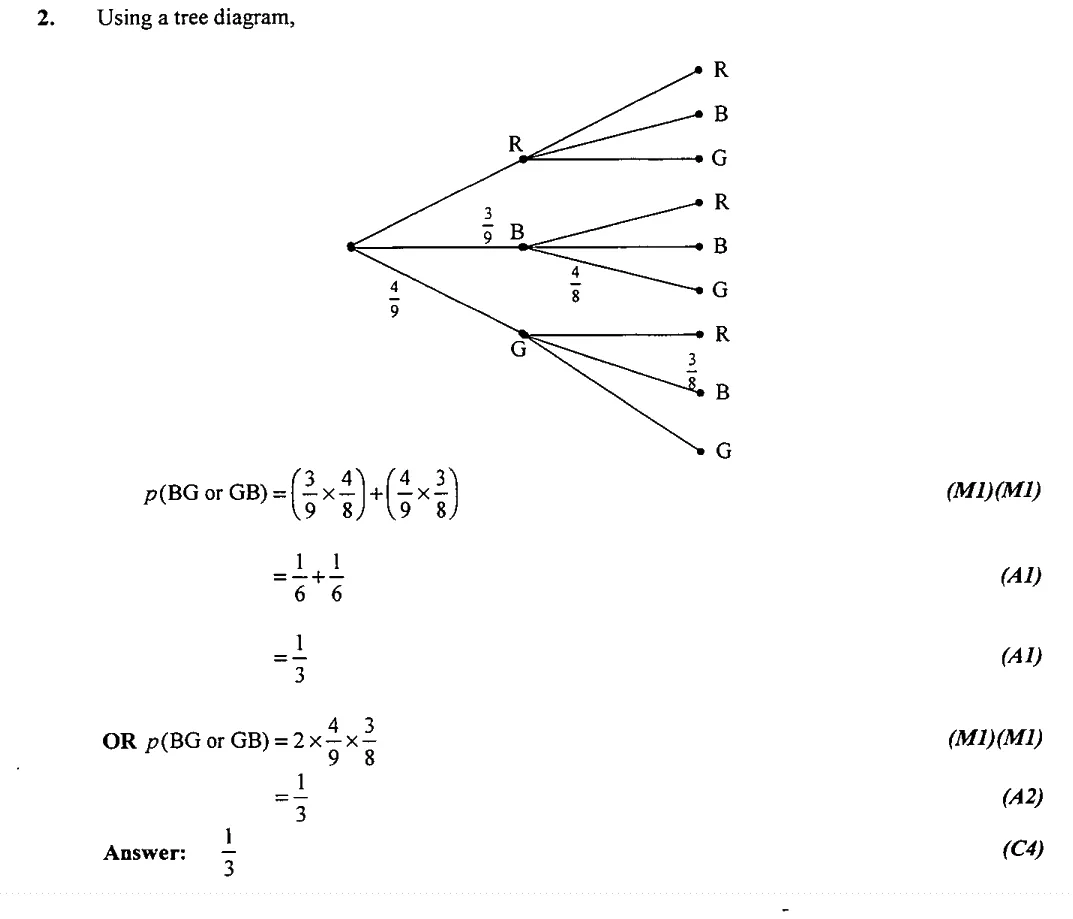 2. Using a tree diagram,
R
B
R
G
R
3/9 B
B
4/8
4/9
G
R
G
3/8
B
G
p(BG or GB) = (3/9 × 4/8) + (4/9 × 3/8) (M1)(M1)
= 1/6 + 1/6 (A1)
= 1/3 (A1)
OR p(BG or GB) = 2 × 4/9 × 3/8 (M1)(M1)
= 1/3 (A2)
Answer: 1/3 (C4)